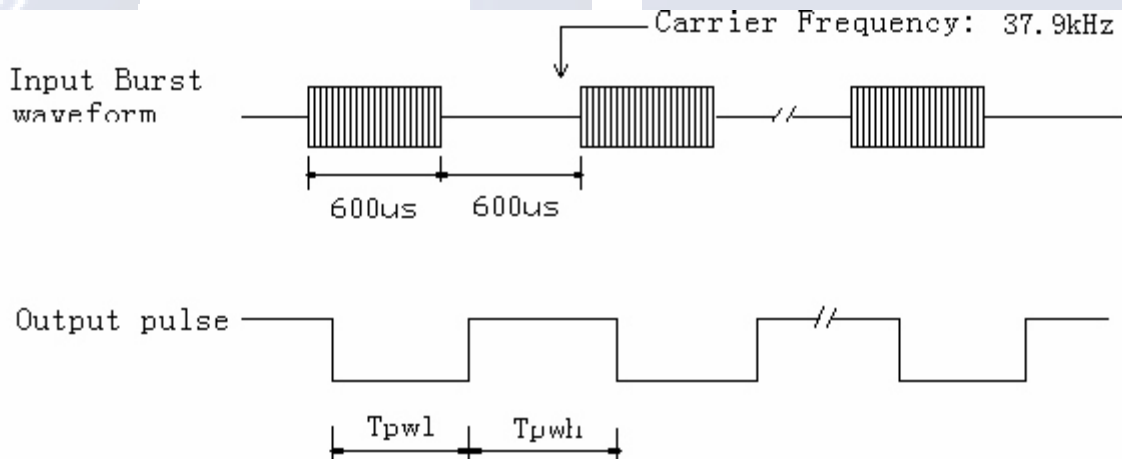 Carrier Frequency: 37.9kHz
Input Burst
waveform
600us
600us
Output pulse
Tpwl
Tpwh